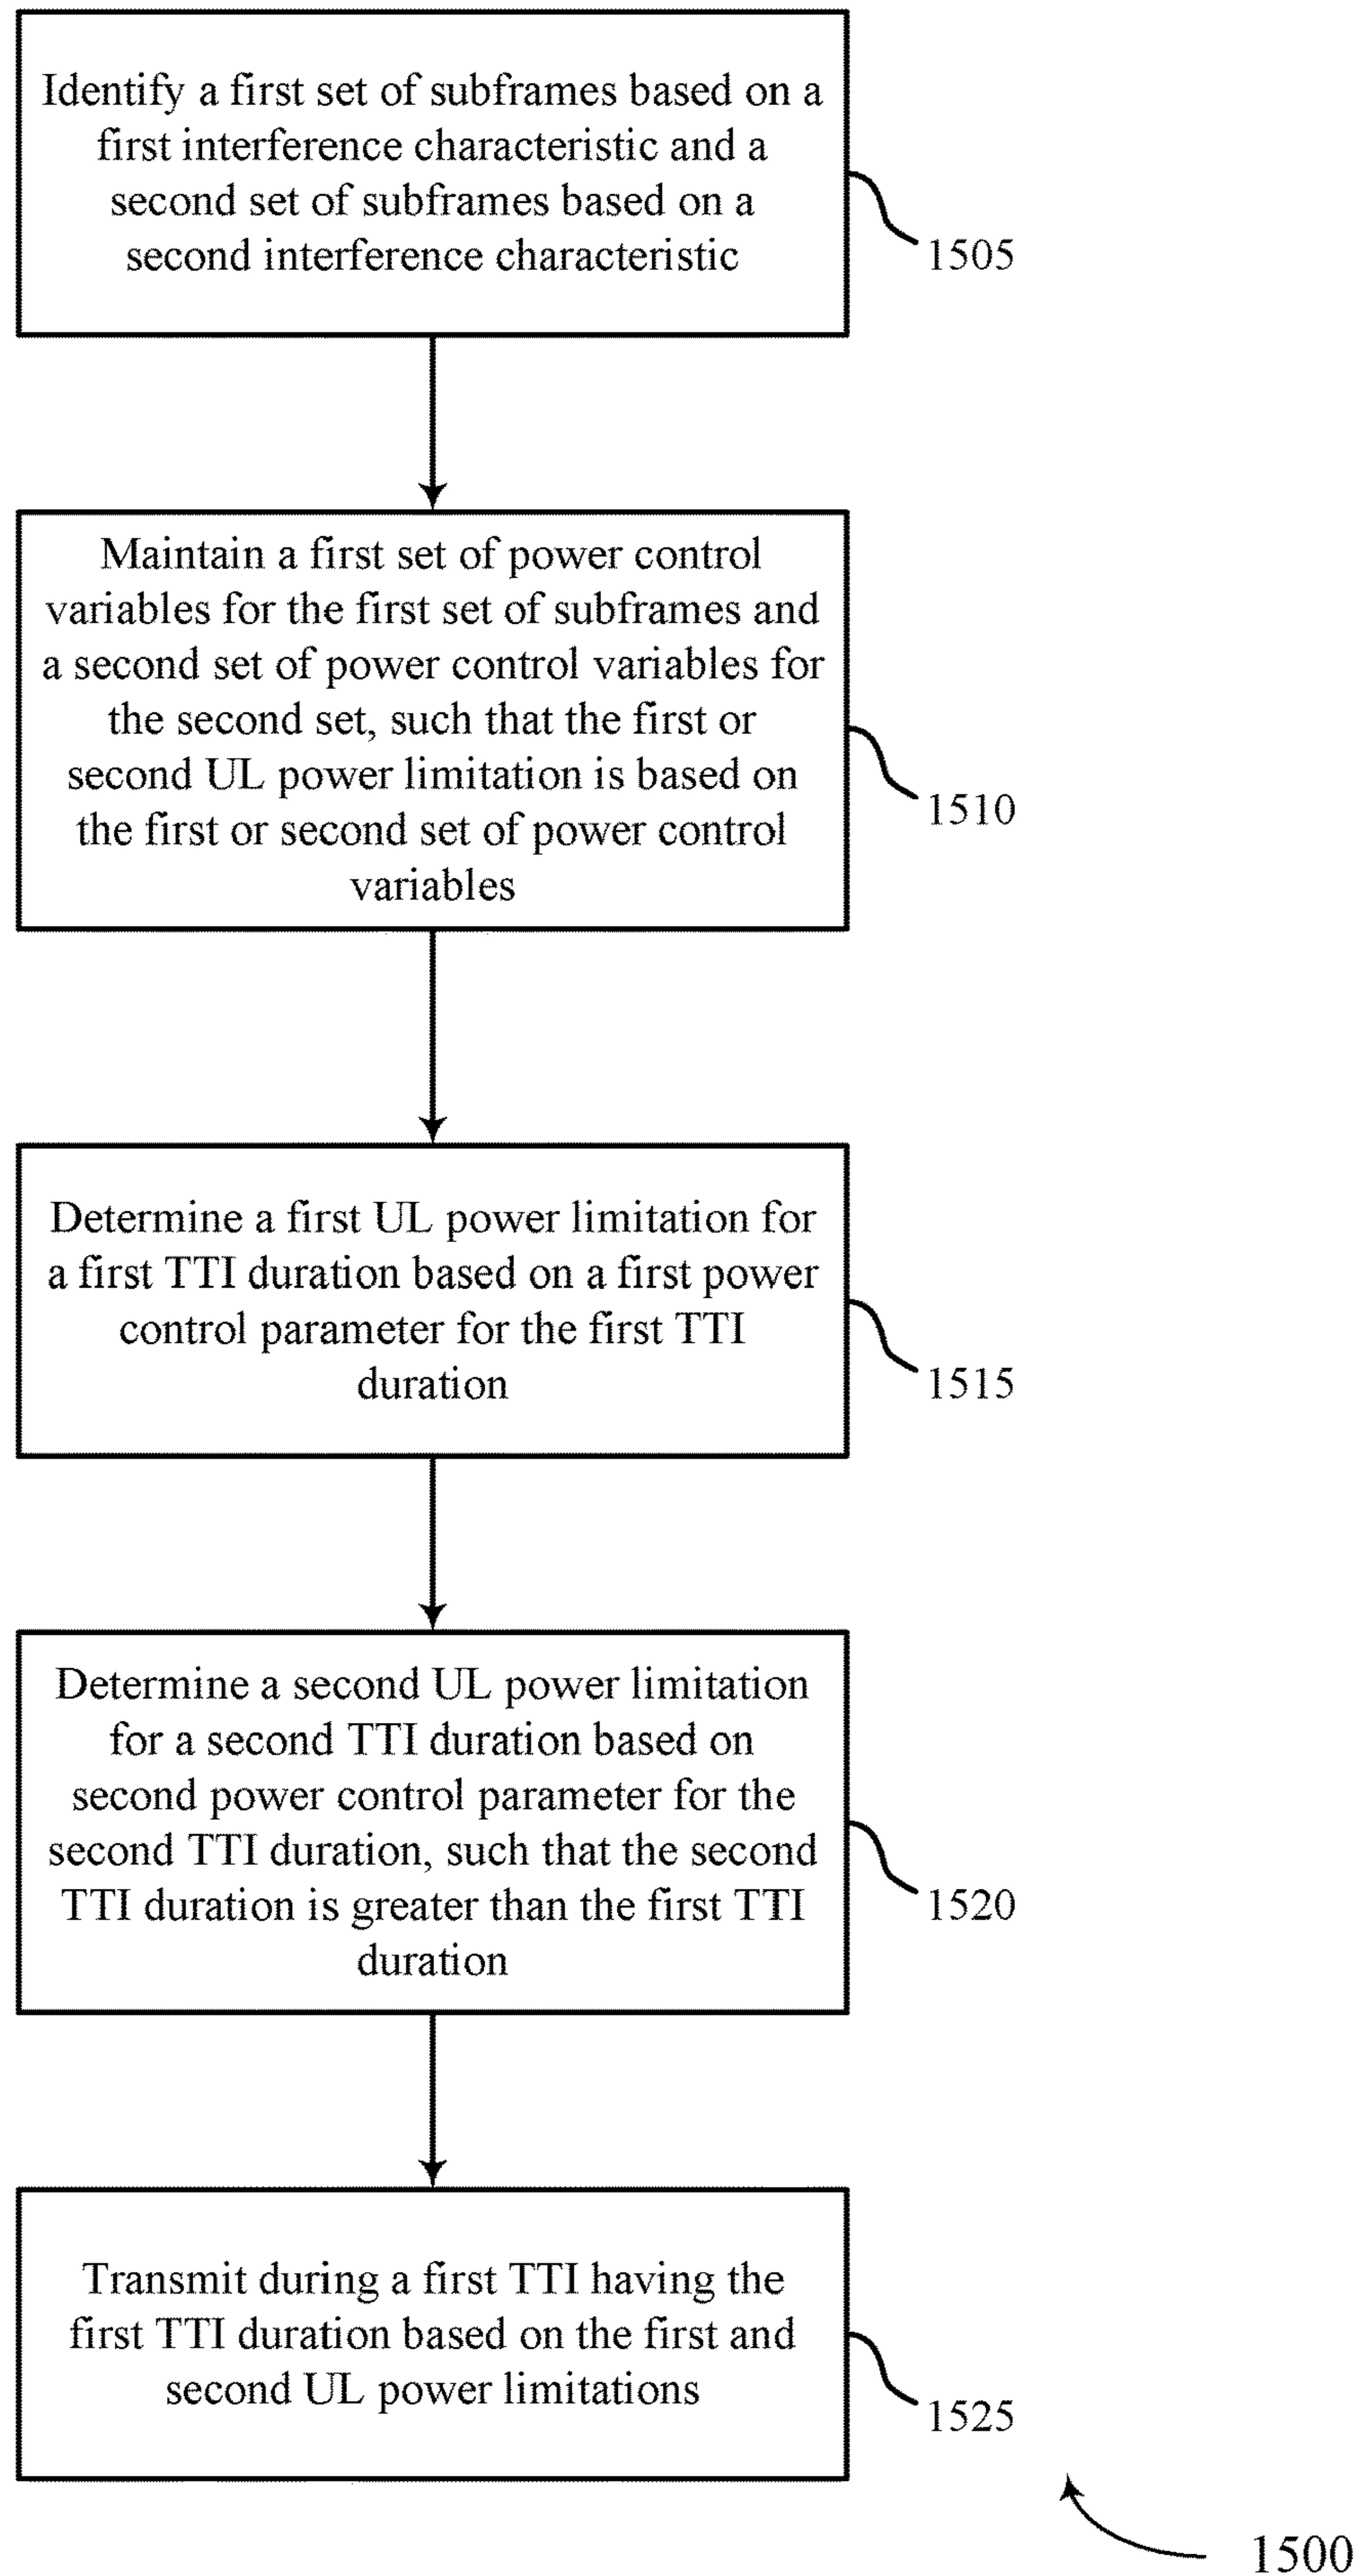 Identify a first set of subframes based on a
first interference characteristic and a
second set of subframes based on a
second interference characteristic
1505
Maintain a first set of power control
variables for the first set of subframes and
a second set of power control variables for
the second set, such that the first or
second UL power limitation is based on
the first or second set of power control
variables
1510
Determine a first UL power limitation for
a first TTI duration based on a first power
control parameter for the first TTI
duration
1515
Determine a second UL power limitation
for a second TTI duration based on
second power control parameter for the
second TTI duration, such that the second
TTI duration is greater than the first TTI
duration
1520
Transmit during a first TTI having the
first TTI duration based on the first and
second UL power limitations
1525
1500